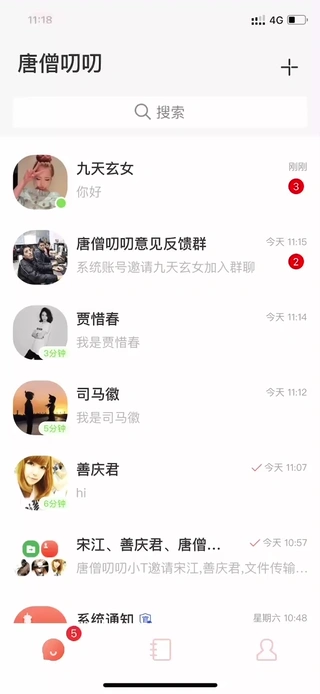 11:18
4G
唐僧叨叨
搜索
九天玄女
刚刚
你好
3
唐僧叨叨意见反馈群
今天 11:15
系统账号邀请九天玄女加入群聊
2
贾惜春
今天 11:14
我是贾惜春
3分钟
司马徽
今天 11:12
我是司马徽
5分钟
善庆君
今天 11:07
hi
6分钟
宋江、善庆君、唐僧...
今天 10:57
唐僧叨叨小T邀请宋江,善庆君,文件传输...
系统通知
星期六 10:48
5